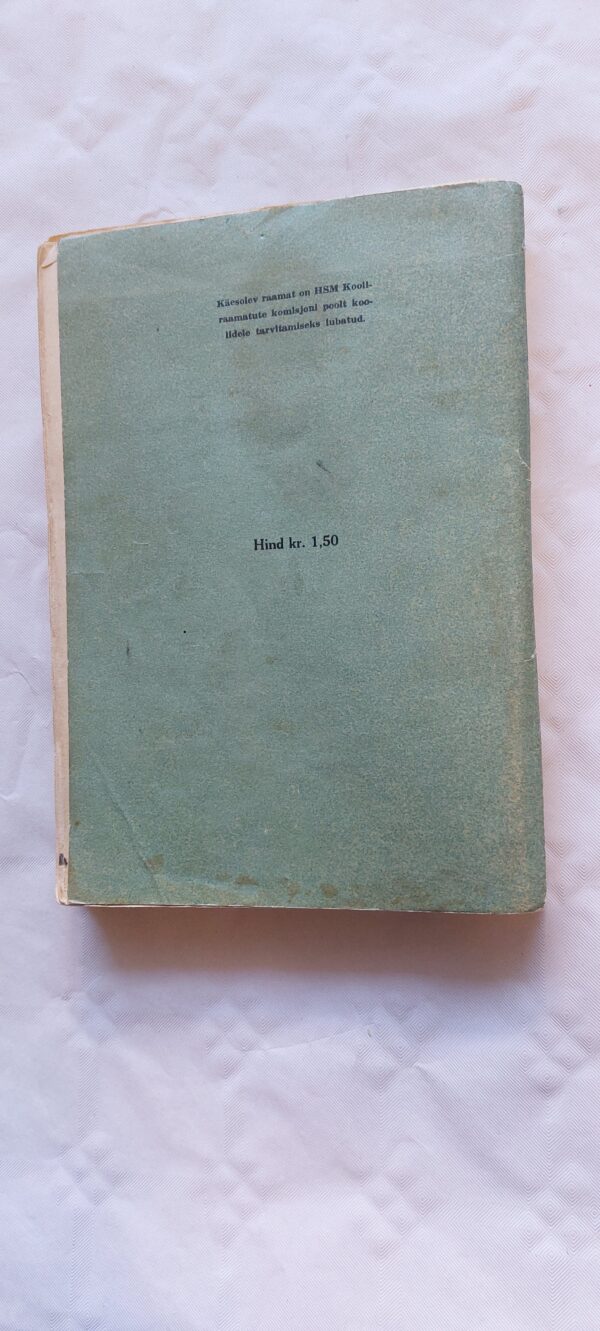 Käesolev raamat on HSM Kooli-
raamatute komisjoni poolt koo-
lidele tarvitamiseks lubatud.
Hind kr. 1,50